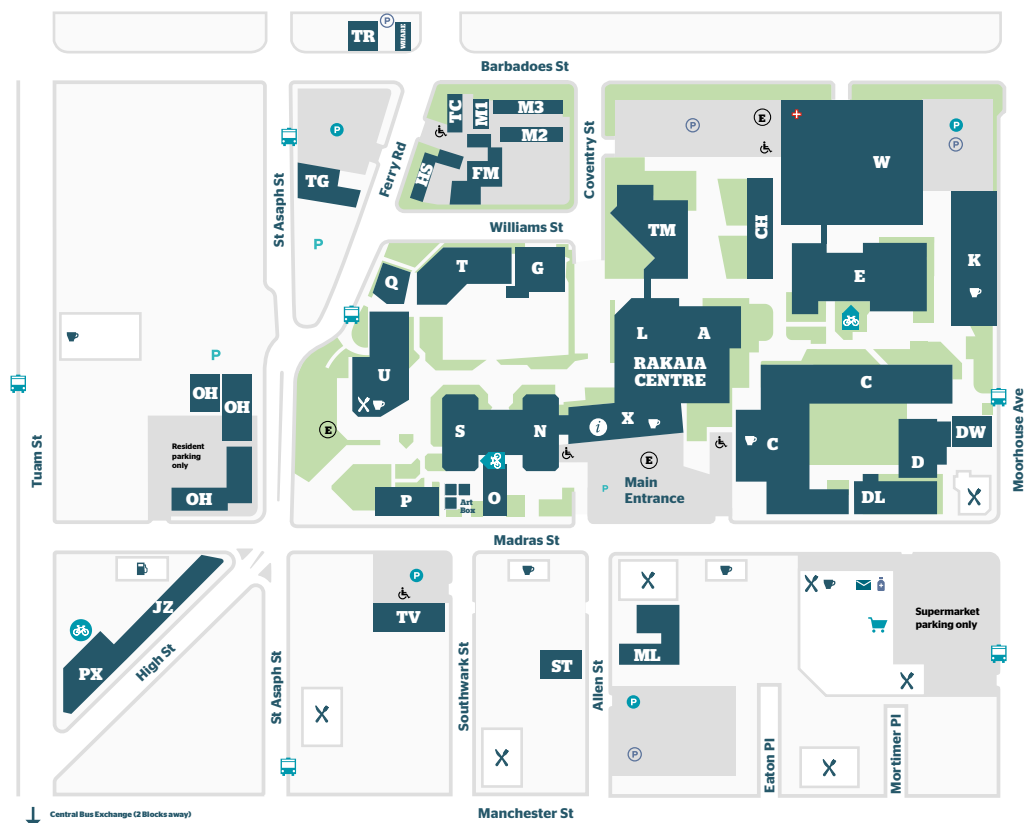 P
TR
WHARE
Barbadoes St
P
TC
M1
M3
M2
HS
FM
P
E
W
P
P
St Asaph St
Ferry Rd
Coventry St
TG
P
Williams St
TM
CH
K
E
Q
T
G
L
A
RAKAIA
CENTRE
U
P
OH
OH
OH
Resident
parking
only
E
S
N
X
i
E
Main
Entrance
P
C
C
D
DW
DL
P
Art
Box
O
Tuam St
Moorhouse Ave
Madras St
JZ
PX
High St
St Asaph St
P
TV
Southwark St
ST
Allen St
ML
P
P
Eaton Pl
Mortimer Pl
Supermarket
parking only
Manchester St
Central Bus Exchange (2 Blocks away)